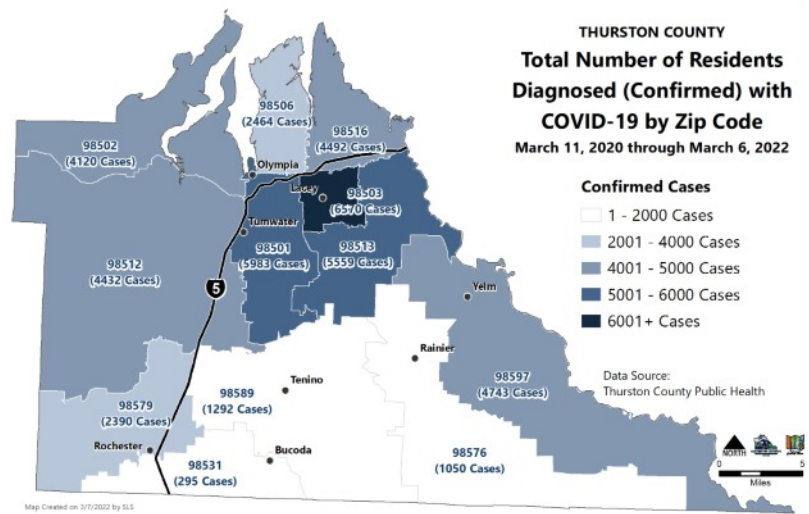 THURSTON COUNTY
Total Number of Residents
Diagnosed (Confirmed) with
COVID-19 by Zip Code
March 11, 2020 through March 6, 2022
Confirmed Cases
1 - 2000 Cases
2001 - 4000 Cases
4001 - 5000 Cases
5001 - 6000 Cases
6001+ Cases
98506
(2464 Cases)
98516
(4492 Cases)
98502
(4120 Cases)
Olympia
Lacey
98503
(6570 Cases)
Tumwater
98501
(5983 Cases)
98513
(5559 Cases)
98512
(4432 Cases)
5
Yelm
Rainier
98597
(4743 Cases)
Tenino
98589
(1292 Cases)
98579
(2390 Cases)
Rochester
Bucoda
98531
(295 Cases)
98576
(1050 Cases)
Data Source:
Thurston County Public Health
NORTH
0 5
Miles
Map Created on 3/7/2022 by SLS